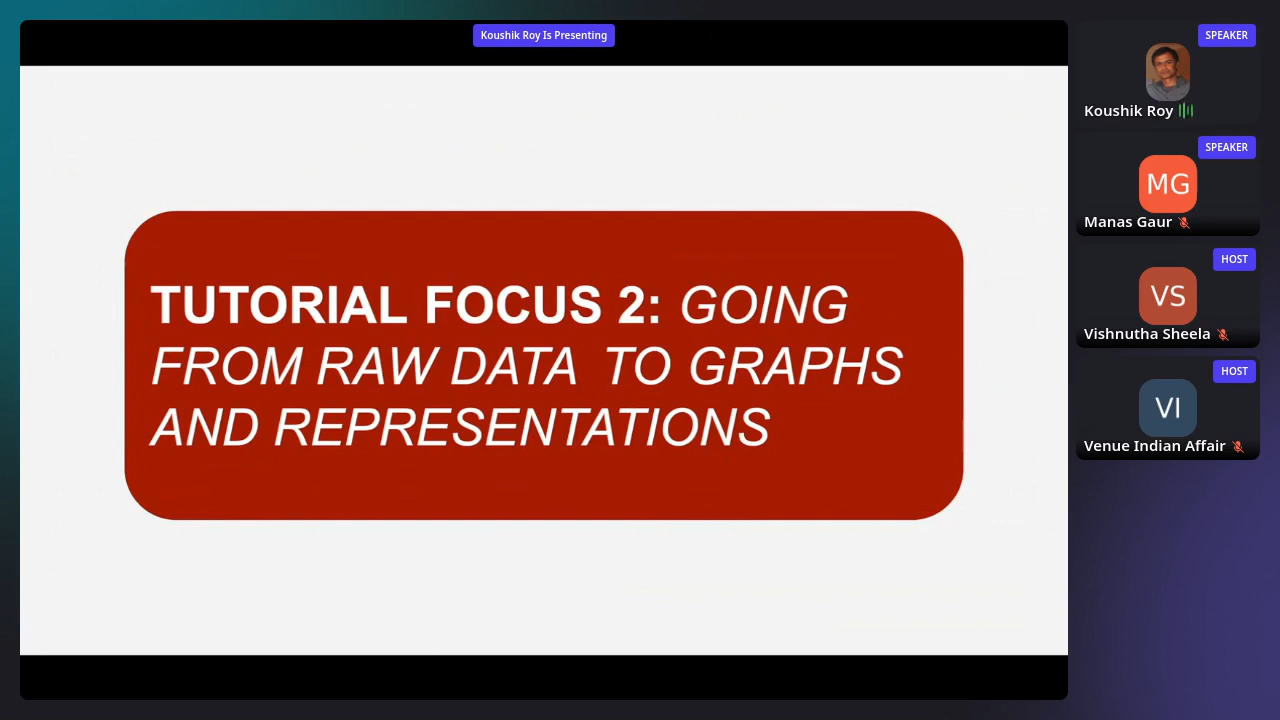 Koushik Roy Is Presenting
TUTORIAL FOCUS 2: GOING
FROM RAW DATA TO GRAPHS
AND REPRESENTATIONS
SPEAKER
Koushik Roy
SPEAKER
MG
Manas Gaur
HOST
VS
Vishnutha Sheela
HOST
VI
Venue Indian Affair